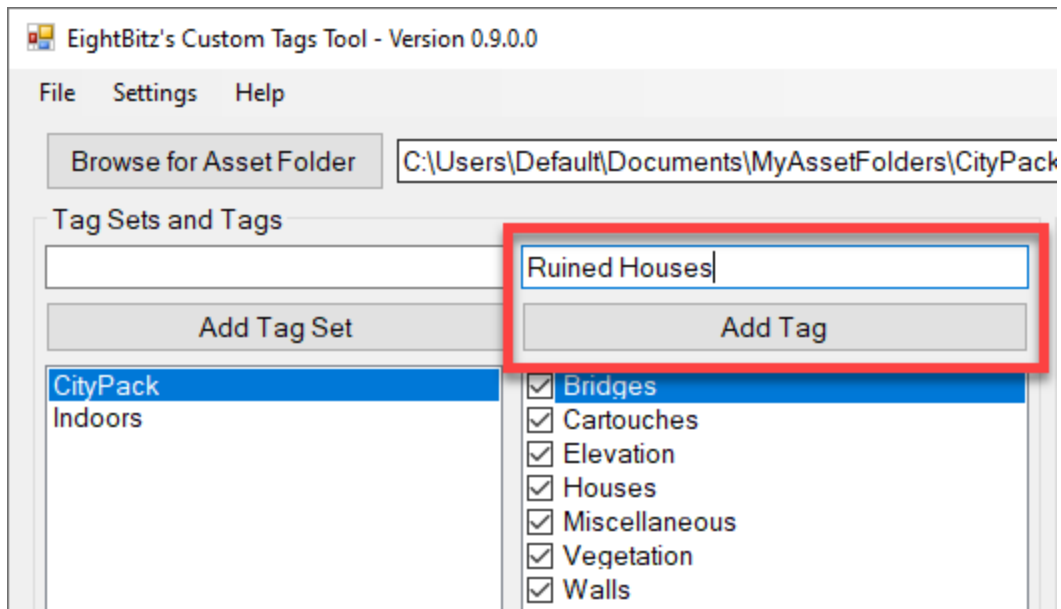 EightBitz's Custom Tags Tool - Version 0.9.0.0
File Settings Help
Browse for Asset Folder C:\Users\Default\Documents\MyAssetFolders\CityPack
Tag Sets and Tags
Ruined Houses
Add Tag Set Add Tag
CityPack Bridges
Indoors Cartouches
Elevation
Houses
Miscellaneous
Vegetation
Walls